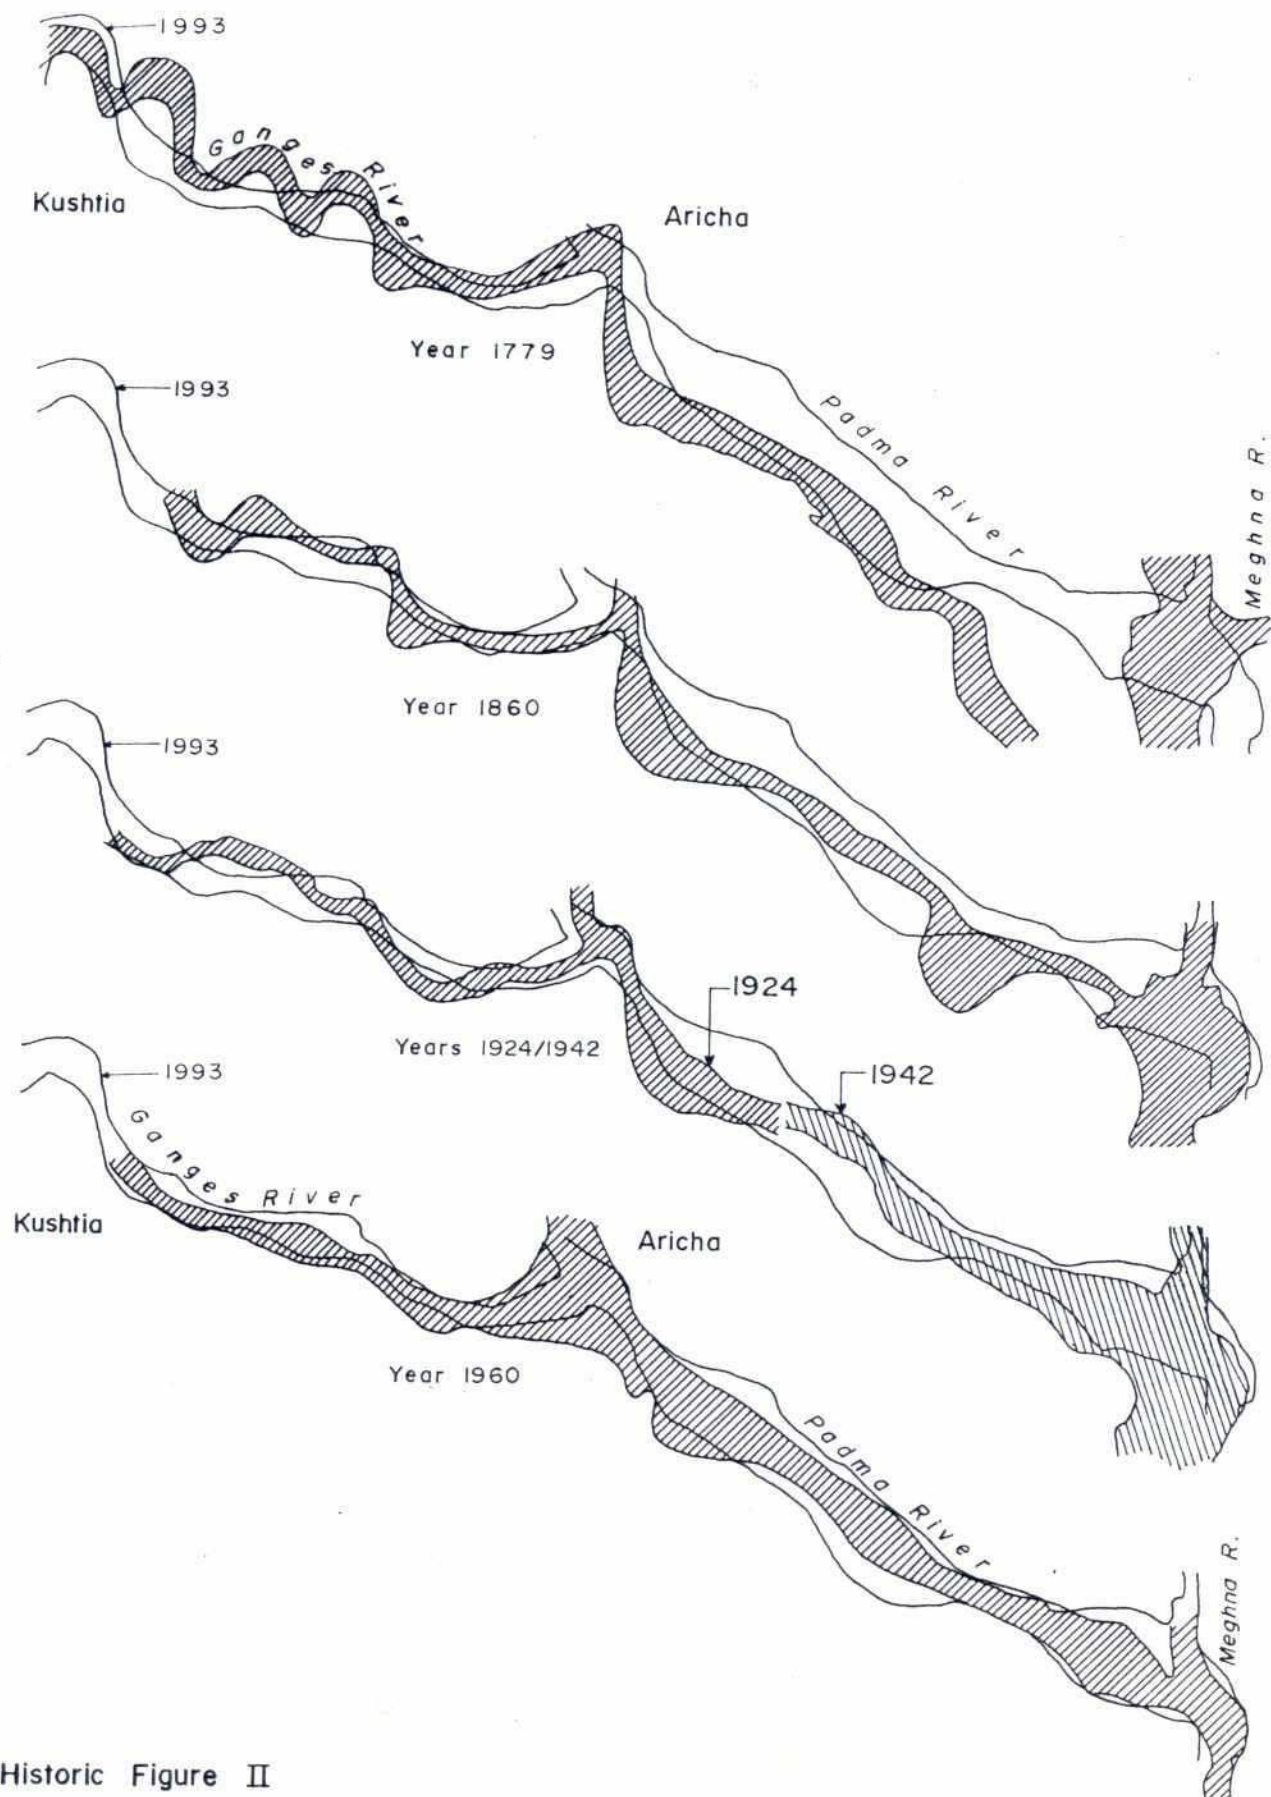 1993
Ganges River
Kushtia
Aricha
Year 1779
1993
Padma River
Meghna R.
Year 1860
1993
1924
Years 1924/1942
1942
1993
Ganges River
Kushtia
Aricha
Year 1960
Padma River
Meghna R.
Historic Figure II